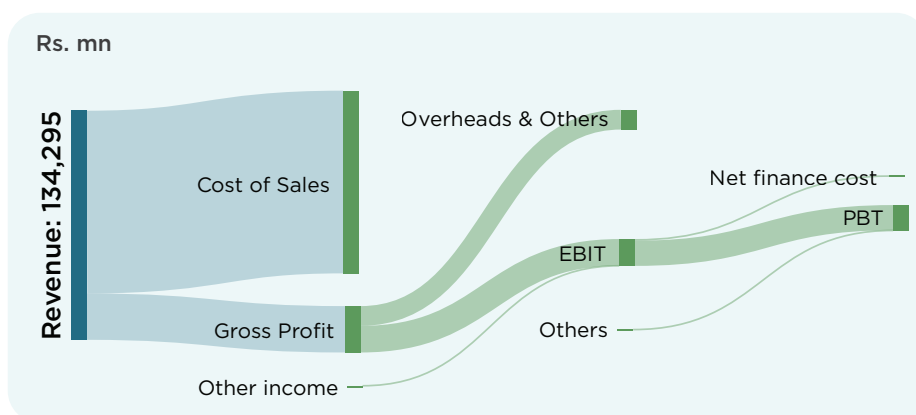 Rs. mn
Revenue: 134,295
Cost of Sales
Gross Profit
Other income
Overheads & Others
EBIT
Others
Net finance cost
PBT